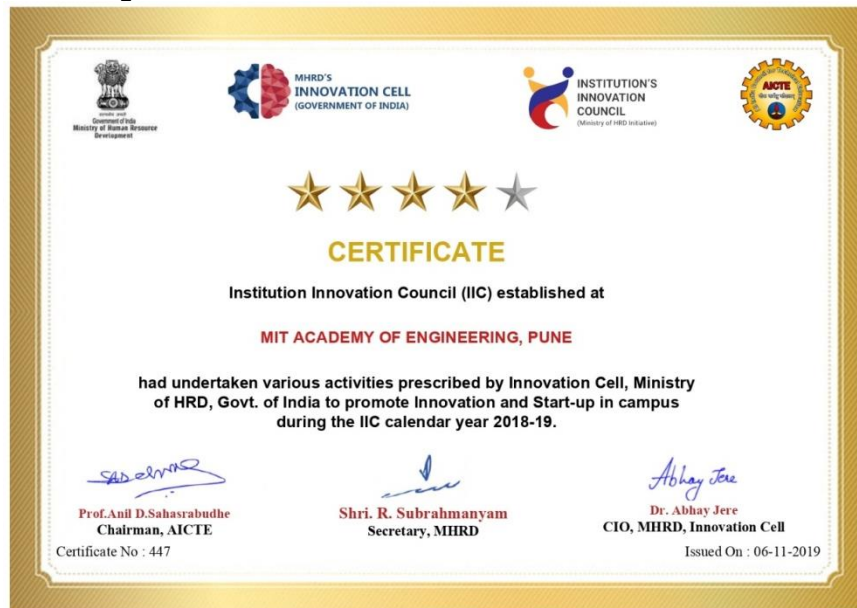 Government of India
Ministry of Human Resource
Development
MHRD'S
INNOVATION CELL
(GOVERNMENT OF INDIA)
INSTITUTION'S
INNOVATION
COUNCIL
(Ministry of HRD Initiative)
AICTE
CERTIFICATE
Institution Innovation Council (IIC) established at
MIT ACADEMY OF ENGINEERING, PUNE
had undertaken various activities prescribed by Innovation Cell, Ministry
of HRD, Govt. of India to promote Innovation and Start-up in campus
during the IIC calendar year 2018-19.
Abhay Jere
Prof.Anil D.Sahasrabudhe
Chairman, AICTE
Shri. R. Subrahmanyam
Secretary, MHRD
Dr. Abhay Jere
CIO, MHRD, Innovation Cell
Certificate No : 447
Issued On : 06-11-2019